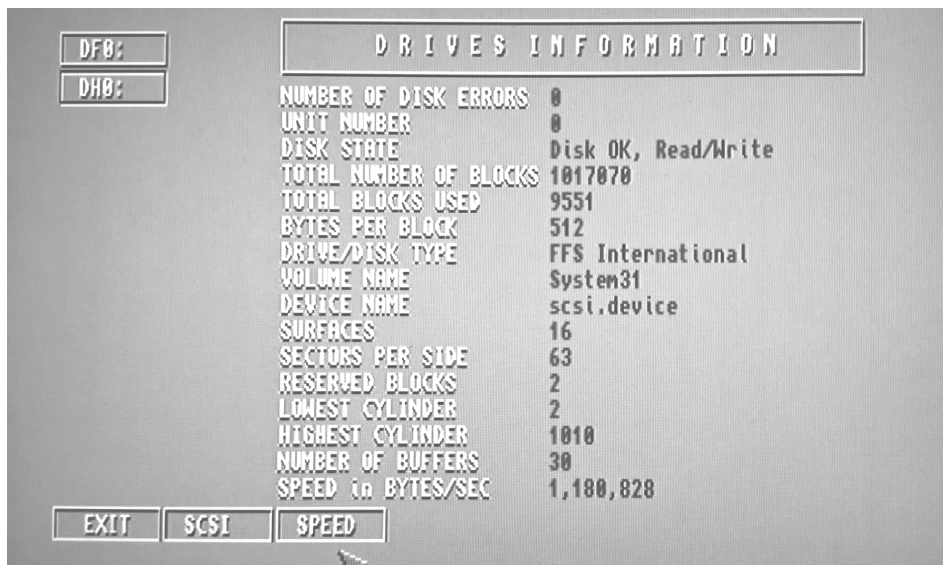 DF0:
DH0:
DRIVES INFORMATION
NUMBER OF DISK ERRORS 0
UNIT NUMBER 0
DISK STATE Disk OK, Read/Write
TOTAL NUMBER OF BLOCKS 1017070
TOTAL BLOCKS USED 9551
BYTES PER BLOCK 512
DRIVE/DISK TYPE FFS International
VOLUME NAME System31
DEVICE NAME scsi.device
SURFACES 16
SECTORS PER SIDE 63
RESERVED BLOCKS 2
LOWEST CYLINDER 2
HIGHEST CYLINDER 1010
NUMBER OF BUFFERS 30
SPEED in BYTES/SEC 1,180,828
EXIT SCSI SPEED